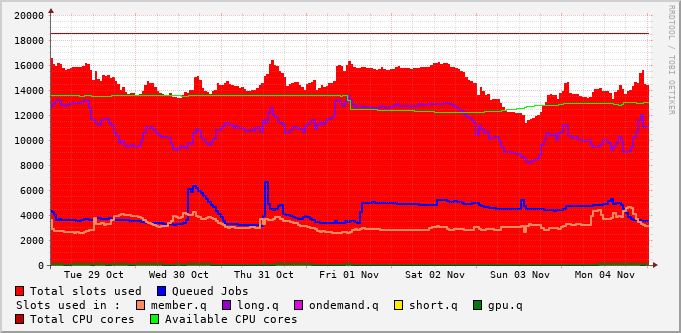 20000
18000
16000
14000
12000
10000
8000
6000
4000
2000
0
Tue 29 Oct Wed 30 Oct Thu 31 Oct Fri 01 Nov Sat 02 Nov Sun 03 Nov Mon 04 Nov
RRDTOOL / TOBI OETIKER
Total slots used Queued Jobs
Slots used in : member.q long.q ondemand.q short.q gpu.q
Total CPU cores Available CPU cores